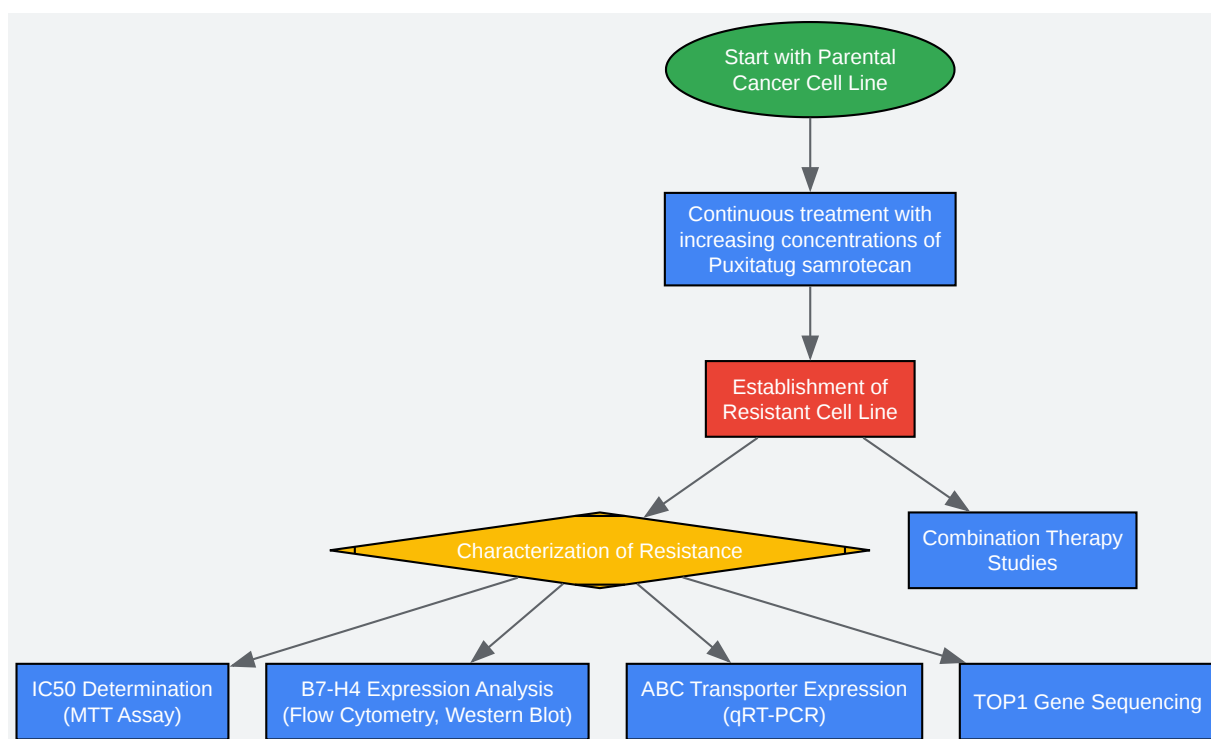 Start with Parental
Cancer Cell Line
Continuous treatment with
increasing concentrations of
Puxitatug samrotecan
Establishment of
Resistant Cell Line
Characterization of Resistance
Combination Therapy
Studies
IC50 Determination
(MTT Assay)
B7-H4 Expression Analysis
(Flow Cytometry, Western Blot)
ABC Transporter Expression
(qRT-PCR)
TOP1 Gene Sequencing